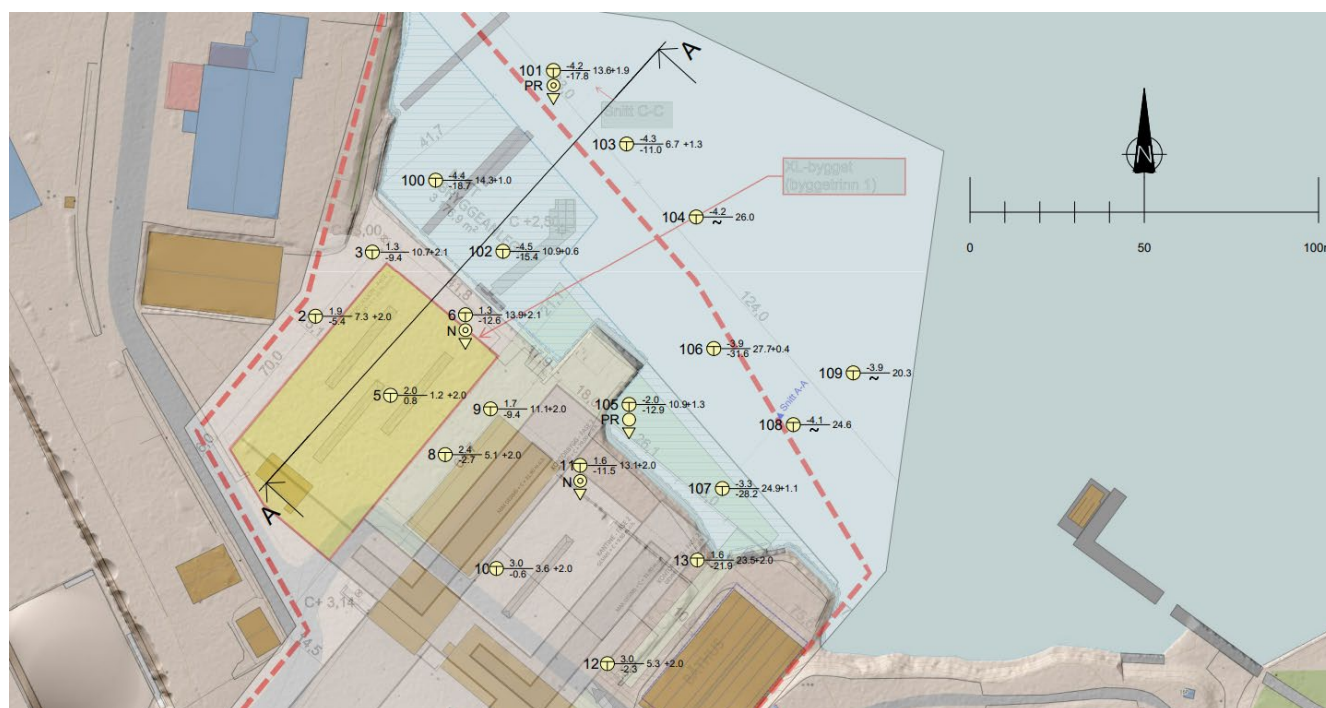 101 -4.2 13.6+1.9
-17.8
PR
A
Snitt C-C
103 -4.3 6.7 +1.3
-11.0
41,7
XL-bygget
(byggetrinn 1)
N
100 -4.4 14.3+1.0
-18.7
104 -4.2 26.0
~
0 50 100m
3 1.3 10.7+2.1
-9.4
102 -4.5 10.9+0.6
-15.4
2 1.9 7.3 +2.0
-5.4
6 1.3 13.9+2.1
-12.6
N
124,0
70,0
106 -3.9 27.7+0.4
-31.6
109 -3.9 20.3
~
5 2.0 1.2 +2.0
0.8
9 1.7 11.1+2.0
-9.4
105 -2.0 10.9+1.3
-12.9
PR
Snitt A-A
108 -4.1 24.6
~
26,1
8 2.4 5.1 +2.0
-2.7
11 1.6 13.1+2.0
-11.5
N
107 -3.3 24.9+1.1
-28.2
A
10 3.0 3.6 +2.0
-0.6
13 1.6 23.5+2.0
-21.9
C+ 3,14
44,5
12 3.0 5.3 +2.0
-2.3